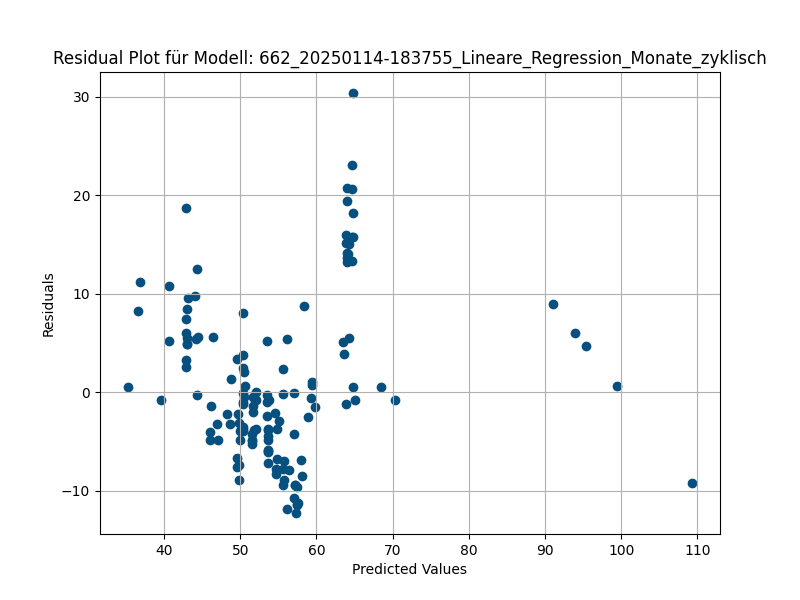 Residual Plot für Modell: 662_20250114-183755_Lineare_Regression_Monate_zyklisch
30
20
10
0
−10
Residuals
40 50 60 70 80 90 100 110
Predicted Values